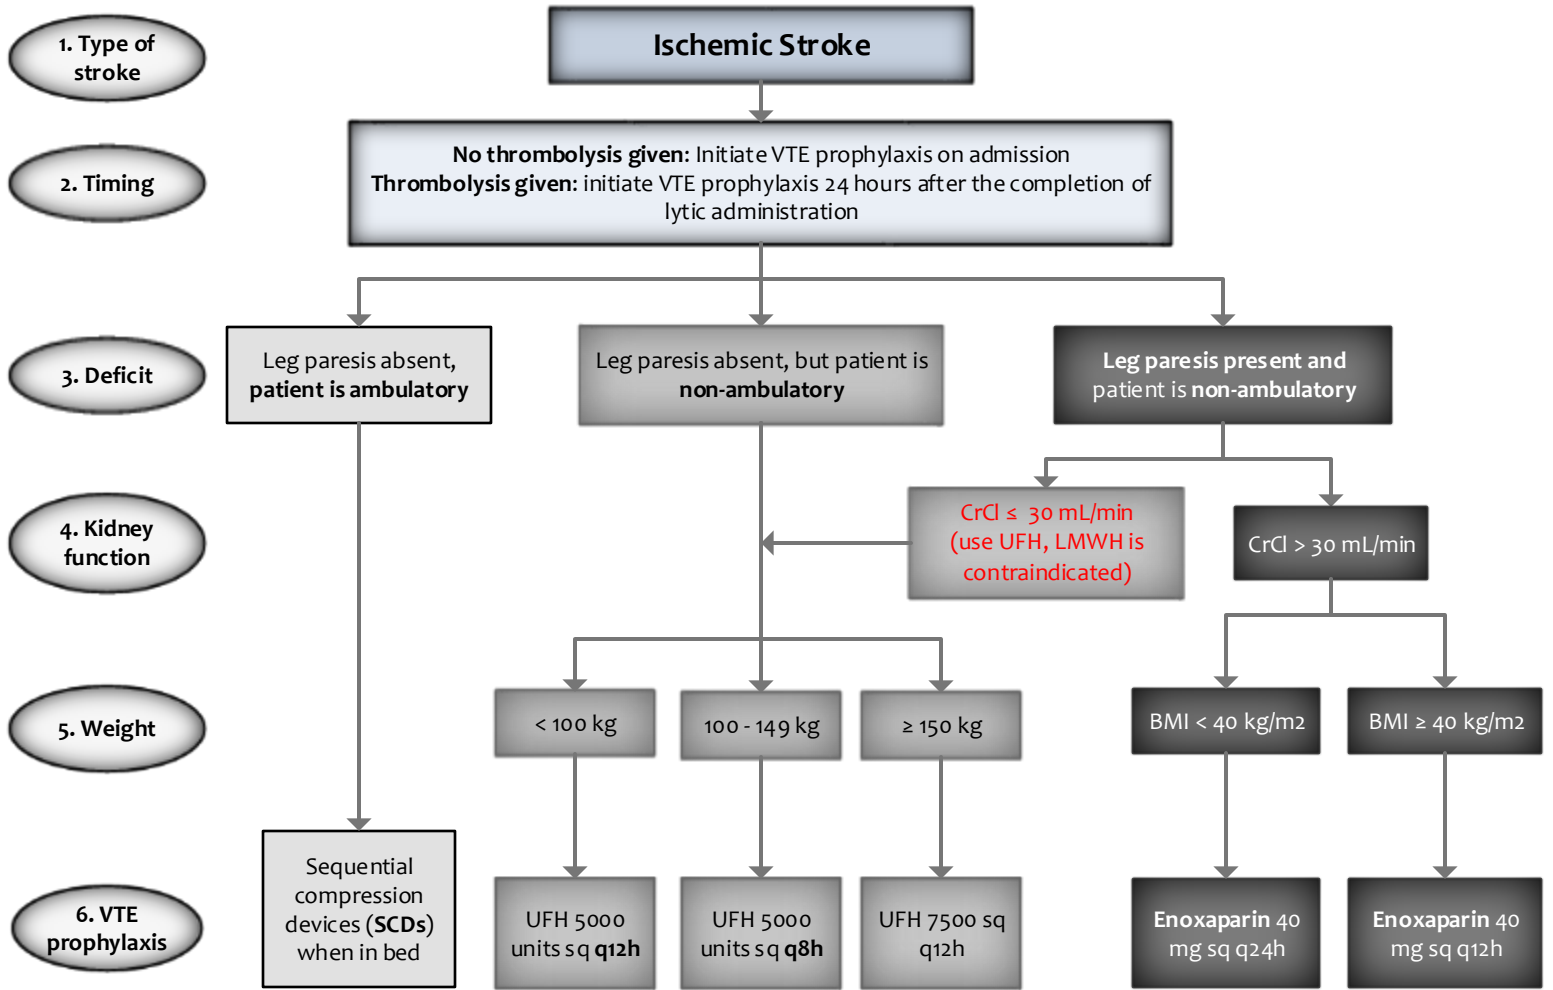 1. Type of
stroke
Ischemic Stroke
2. Timing
No thrombolysis given: Initiate VTE prophylaxis on admission
Thrombolysis given: initiate VTE prophylaxis 24 hours after the completion of
lytic administration
3. Deficit
Leg paresis absent,
patient is ambulatory
Leg paresis absent, but patient is
non-ambulatory
Leg paresis present and
patient is non-ambulatory
4. Kidney
function
CrCl ≤ 30 mL/min
(use UFH, LMWH is
contraindicated)
CrCl > 30 mL/min
5. Weight
< 100 kg
100 - 149 kg
≥ 150 kg
BMI < 40 kg/m2
BMI ≥ 40 kg/m2
6. VTE
prophylaxis
Sequential
compression
devices (SCDs)
when in bed
UFH 5000
units sq q12h
UFH 5000
units sq q8h
UFH 7500 sq
q12h
Enoxaparin 40
mg sq q24h
Enoxaparin 40
mg sq q12h